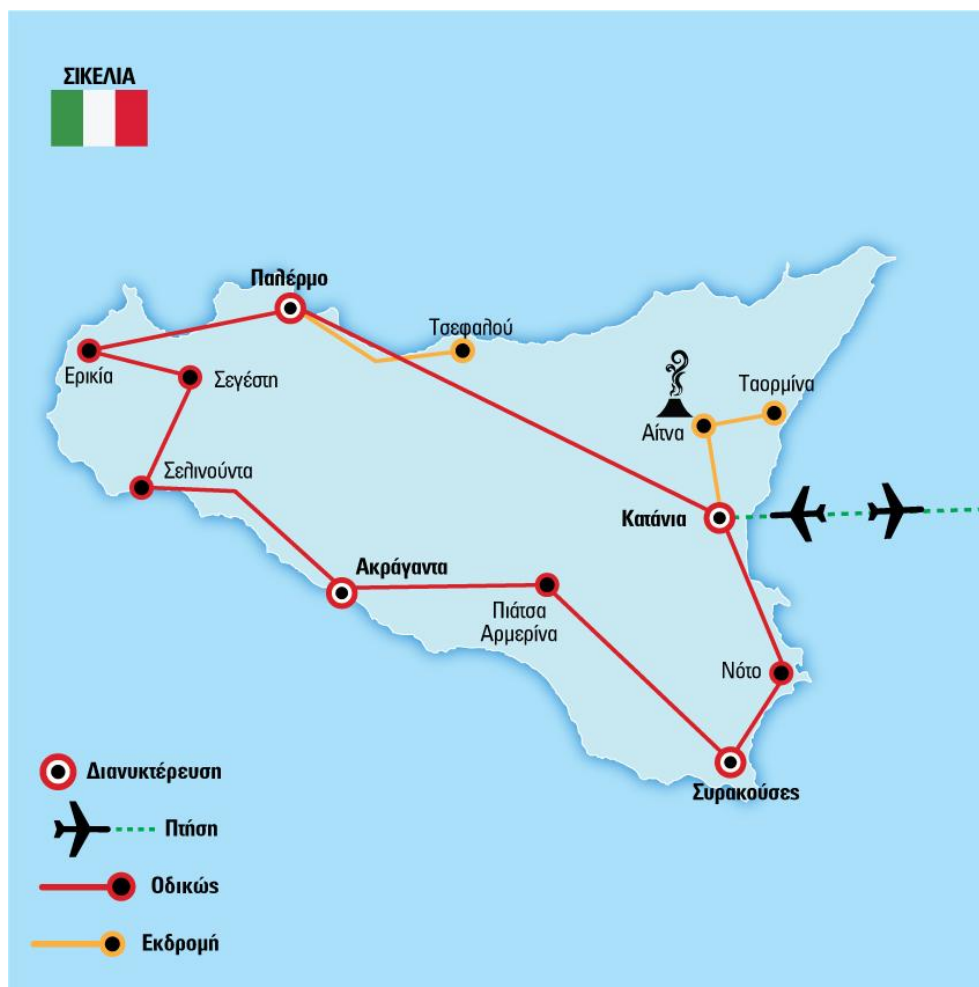 ΣΙΚΕΛΙΑ
Παλέρμο
Τσεφαλού
Ερικία
Σεγέστη
Ταορμίνα
Αίτνα
Σελινούντα
Κατάνια
Ακράγαντα
Πιάτσα
Αρμερίνα
Νότο
Συρακούσες
Διανυκτέρευση
Πτήση
Οδικώς
Εκδρομή